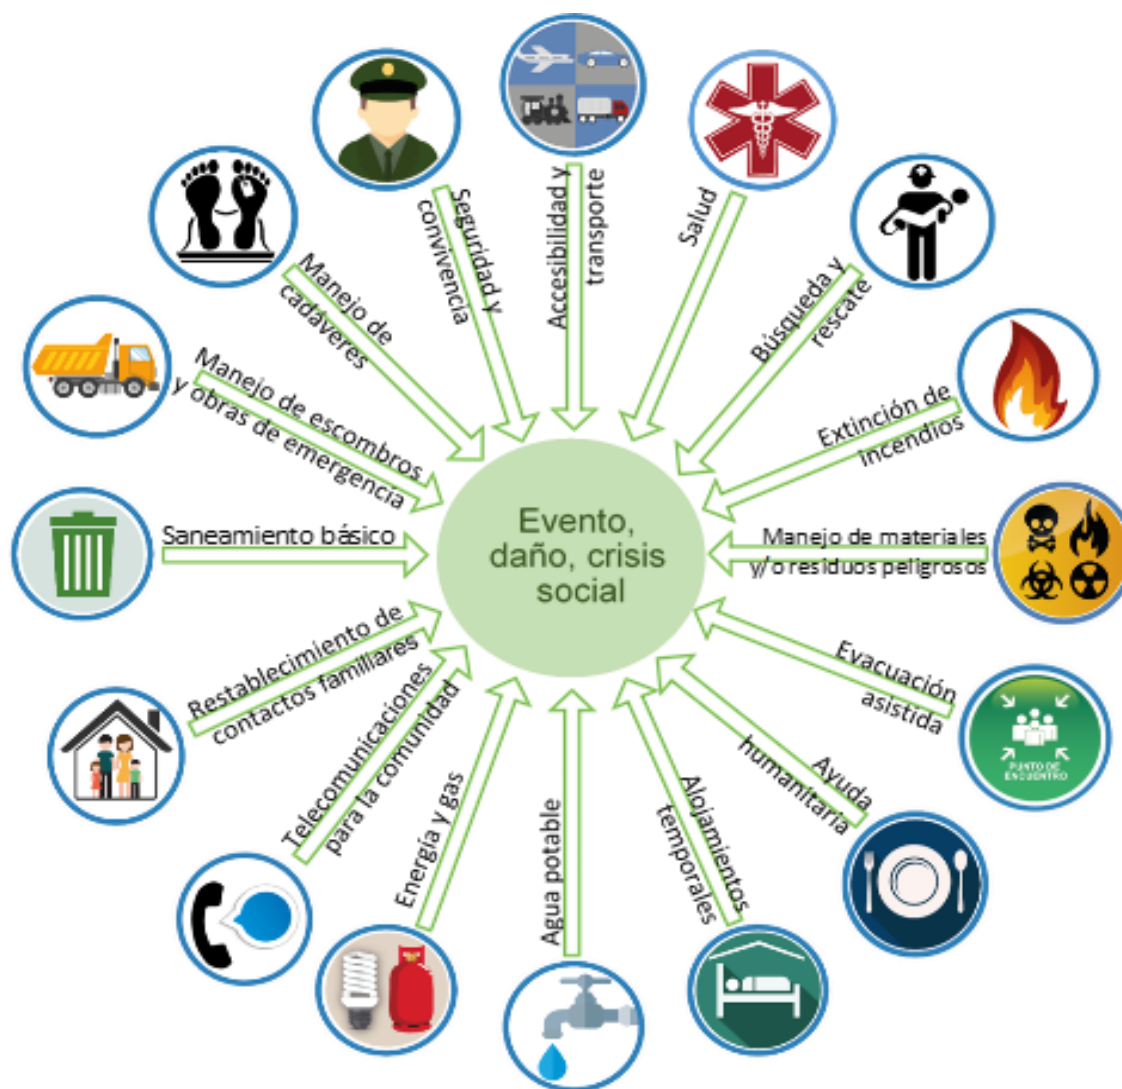 Accesibilidad y
transporte
Salud
Búsqueda y
rescate
Extinción de
incendios
Manejo de materiales
y/o residuos peligrosos
Evacuación
asistida
PUNTO DE
ENCUENTRO
Ayuda
humanitaria
Alojamientos
temporales
Agua potable
Energía y gas
Telecomunicaciones
para la comunidad
Restablecimiento de
contactos familiares
Saneamiento básico
Manejo de escombros
y obras de emergencia
Manejo de
cadáveres
Seguridad y
convivencia
Evento,
daño, crisis
social